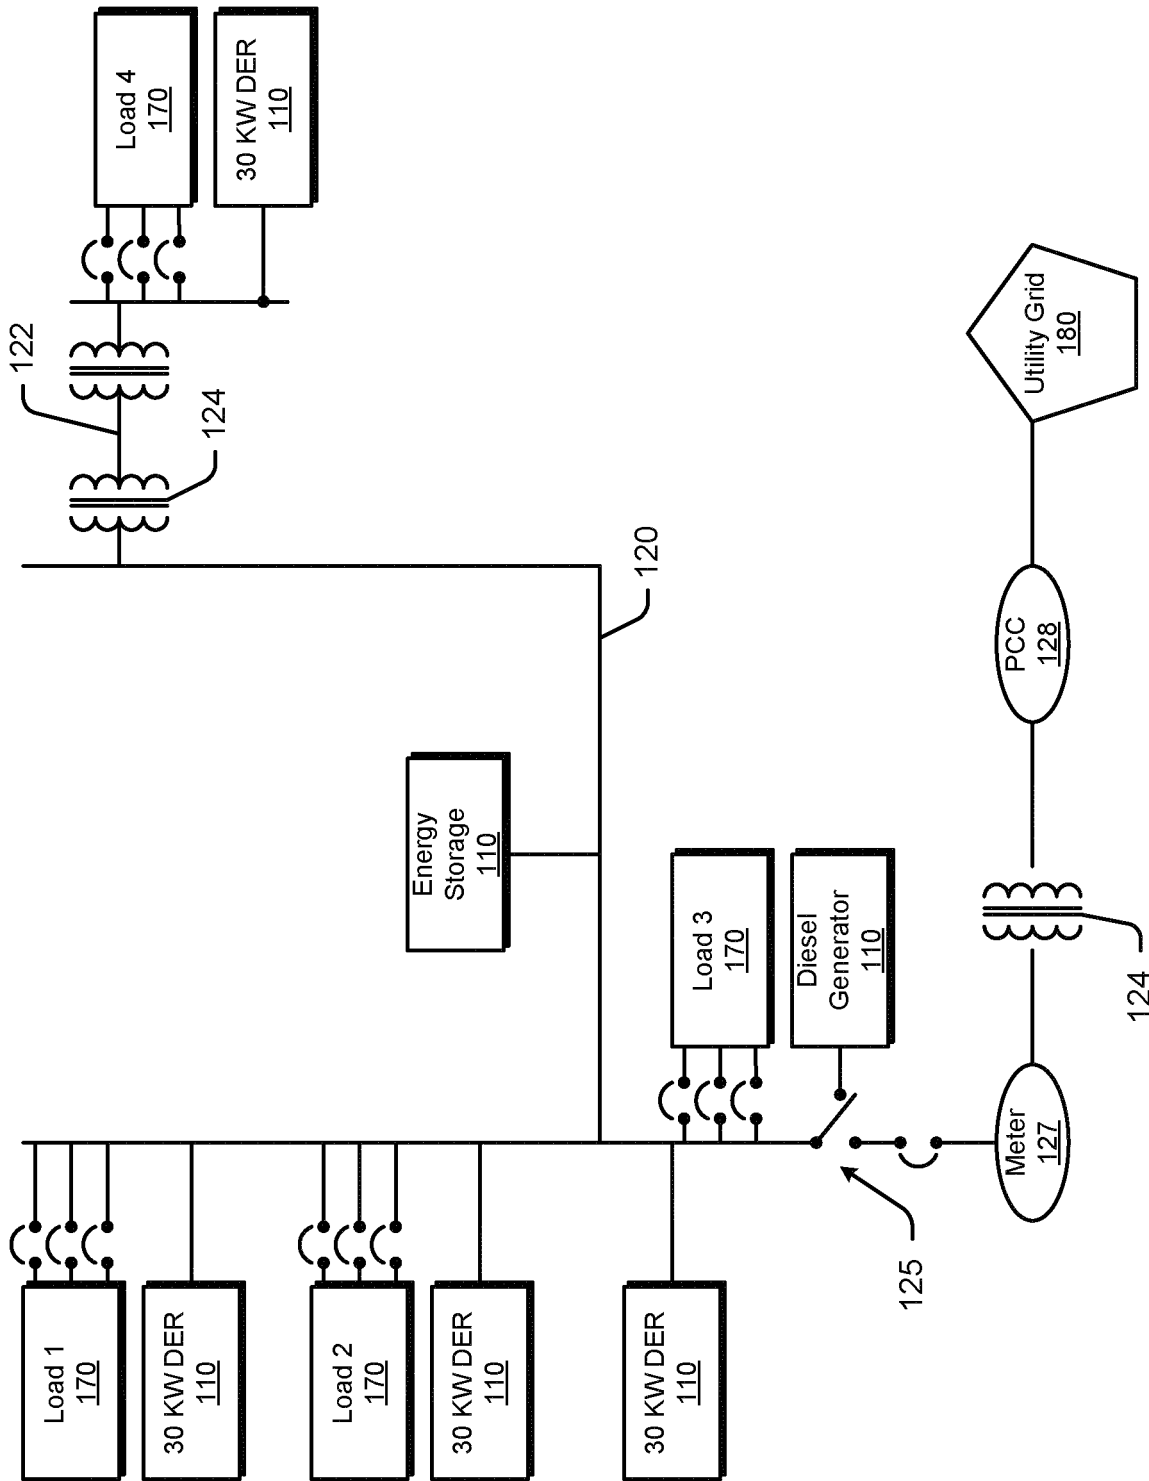 Load 1
170
30 KW DER
110
Load 2
170
30 KW DER
110
30 KW DER
110
125
Meter
127
124
Load 3
170
Diesel
Generator
110
Energy
Storage
110
120
PCC
128
Utility Grid
180
122
124
Load 4
170
30 KW DER
110